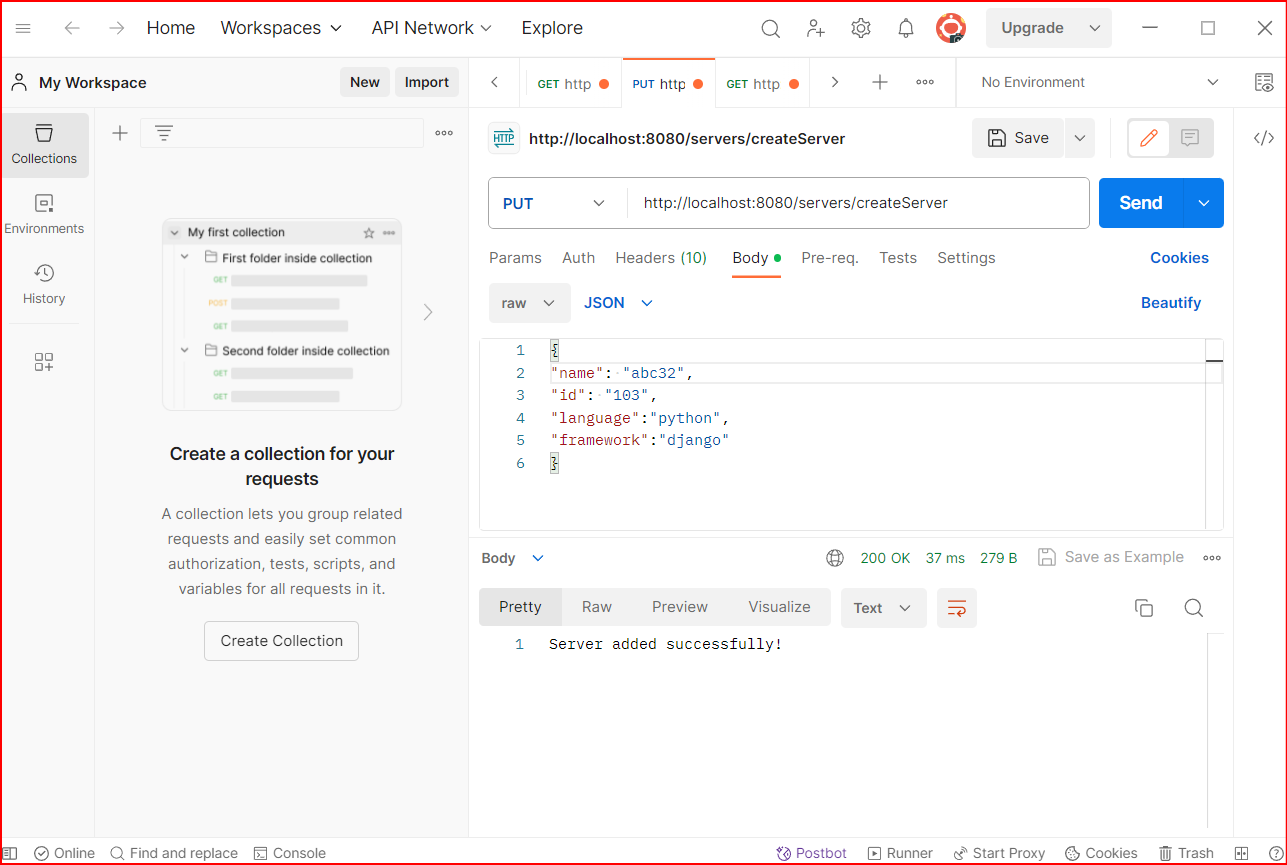 Home Workspaces API Network Explore Upgrade
My Workspace New Import GET http PUT http GET http No Environment
Collections
Environments
History
My first collection
First folder inside collection
GET
POST
GET
Second folder inside collection
GET
GET
Create a collection for your
requests
A collection lets you group related
requests and easily set common
authorization, tests, scripts, and
variables for all requests in it.
Create Collection
HTTP http://localhost:8080/servers/createServer Save
PUT http://localhost:8080/servers/createServer Send
Params Auth Headers (10) Body Pre-req. Tests Settings Cookies
raw JSON Beautify
1 {
2 "name": "abc32",
3 "id": "103",
4 "language":"python",
5 "framework":"django"
6 }
Body 200 OK 37 ms 279 B Save as Example
Pretty Raw Preview Visualize Text
1 Server added successfully!
Online Find and replace Console Postbot Runner Start Proxy Cookies Trash